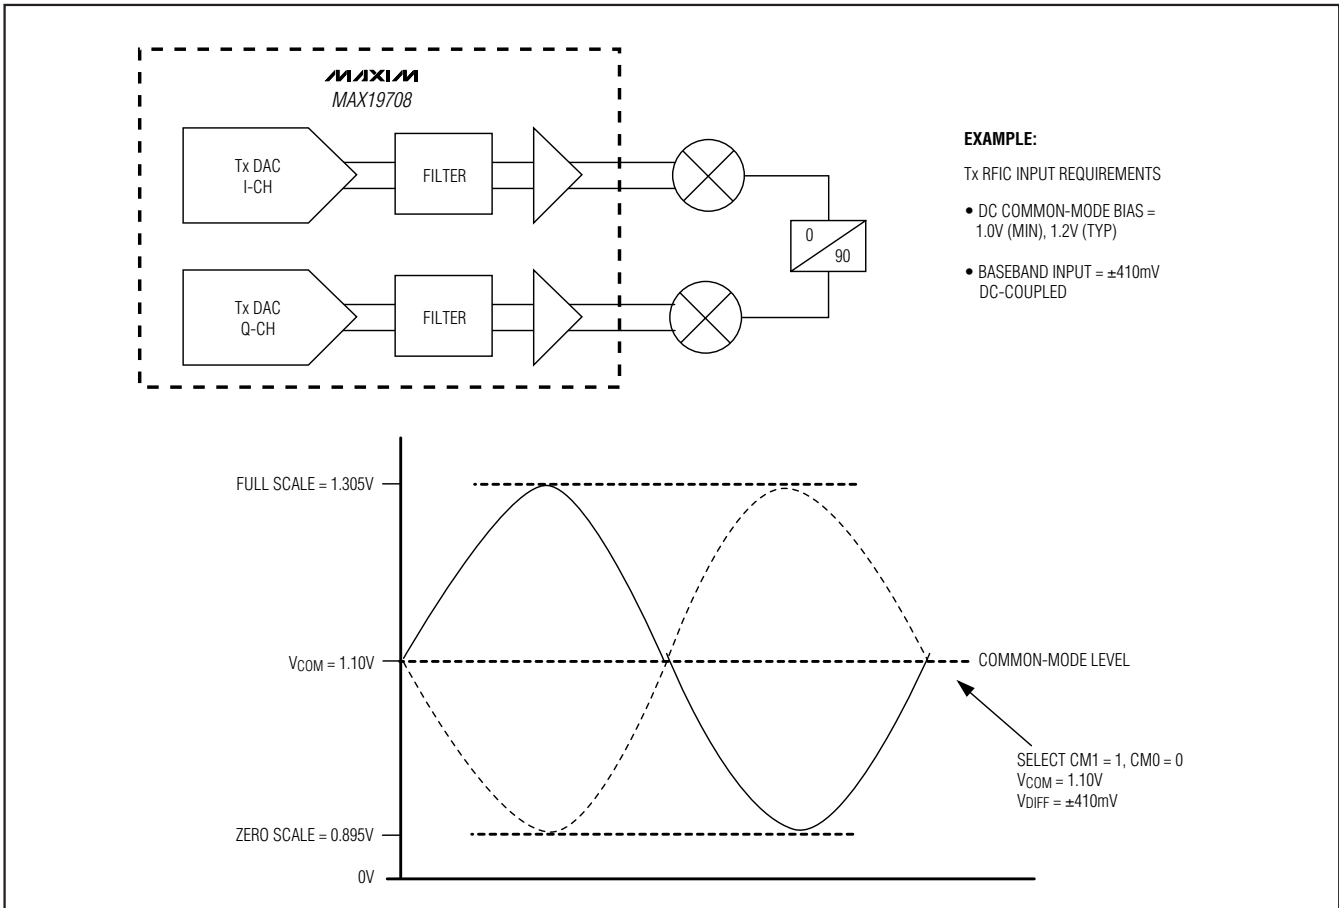 MAXIM
MAX19708
Tx DAC
I-CH
FILTER
Tx DAC
Q-CH
FILTER
0
90
EXAMPLE:
Tx RFIC INPUT REQUIREMENTS
• DC COMMON-MODE BIAS =
1.0V (MIN), 1.2V (TYP)
• BASEBAND INPUT = ±410mV
DC-COUPLED
FULL SCALE = 1.305V
VCOM = 1.10V
COMMON-MODE LEVEL
SELECT CM1 = 1, CM0 = 0
VCOM = 1.10V
VDIFF = ±410mV
ZERO SCALE = 0.895V
0V